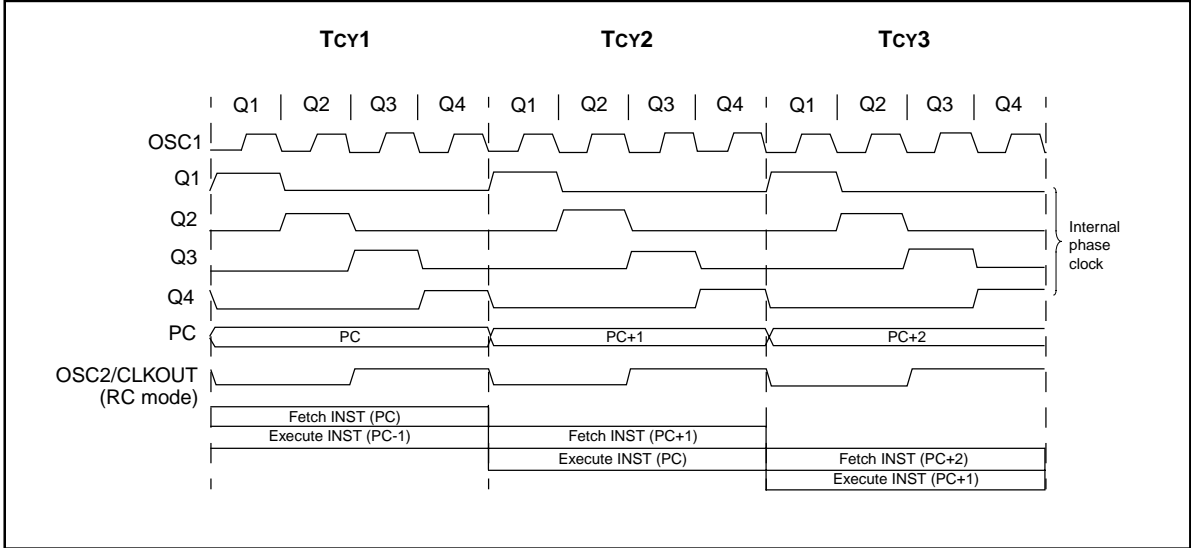 TCY1 TCY2 TCY3
Q1 Q2 Q3 Q4 Q1 Q2 Q3 Q4 Q1 Q2 Q3 Q4
OSC1
Q1
Q2
Q3
Q4
Internal
phase
clock
PC PC PC+1 PC+2
OSC2/CLKOUT
(RC mode)
Fetch INST (PC)
Execute INST (PC-1) Fetch INST (PC+1)
Execute INST (PC) Fetch INST (PC+2)
Execute INST (PC+1)